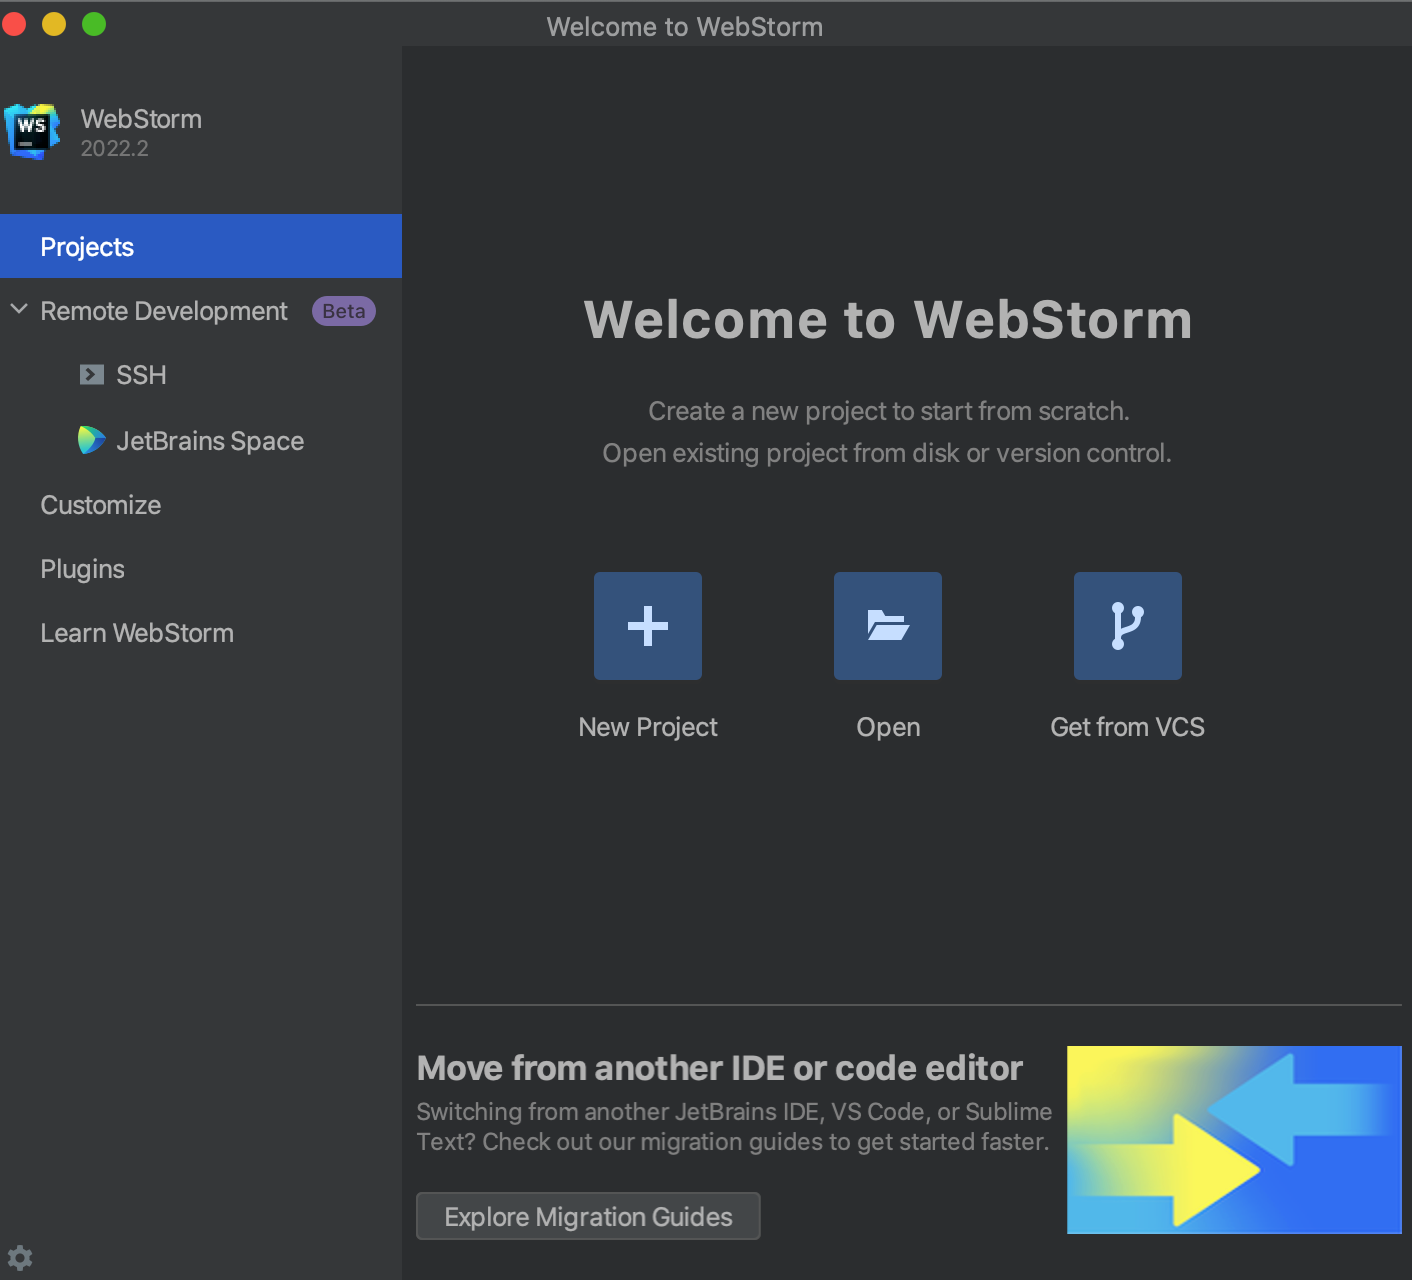 Welcome to WebStorm
WS
WebStorm
2022.2
Projects
Remote Development Beta
SSH
JetBrains Space
Customize
Plugins
Learn WebStorm
Welcome to WebStorm
Create a new project to start from scratch.
Open existing project from disk or version control.
New Project
Open
Get from VCS
Move from another IDE or code editor
Switching from another JetBrains IDE, VS Code, or Sublime
Text? Check out our migration guides to get started faster.
Explore Migration Guides